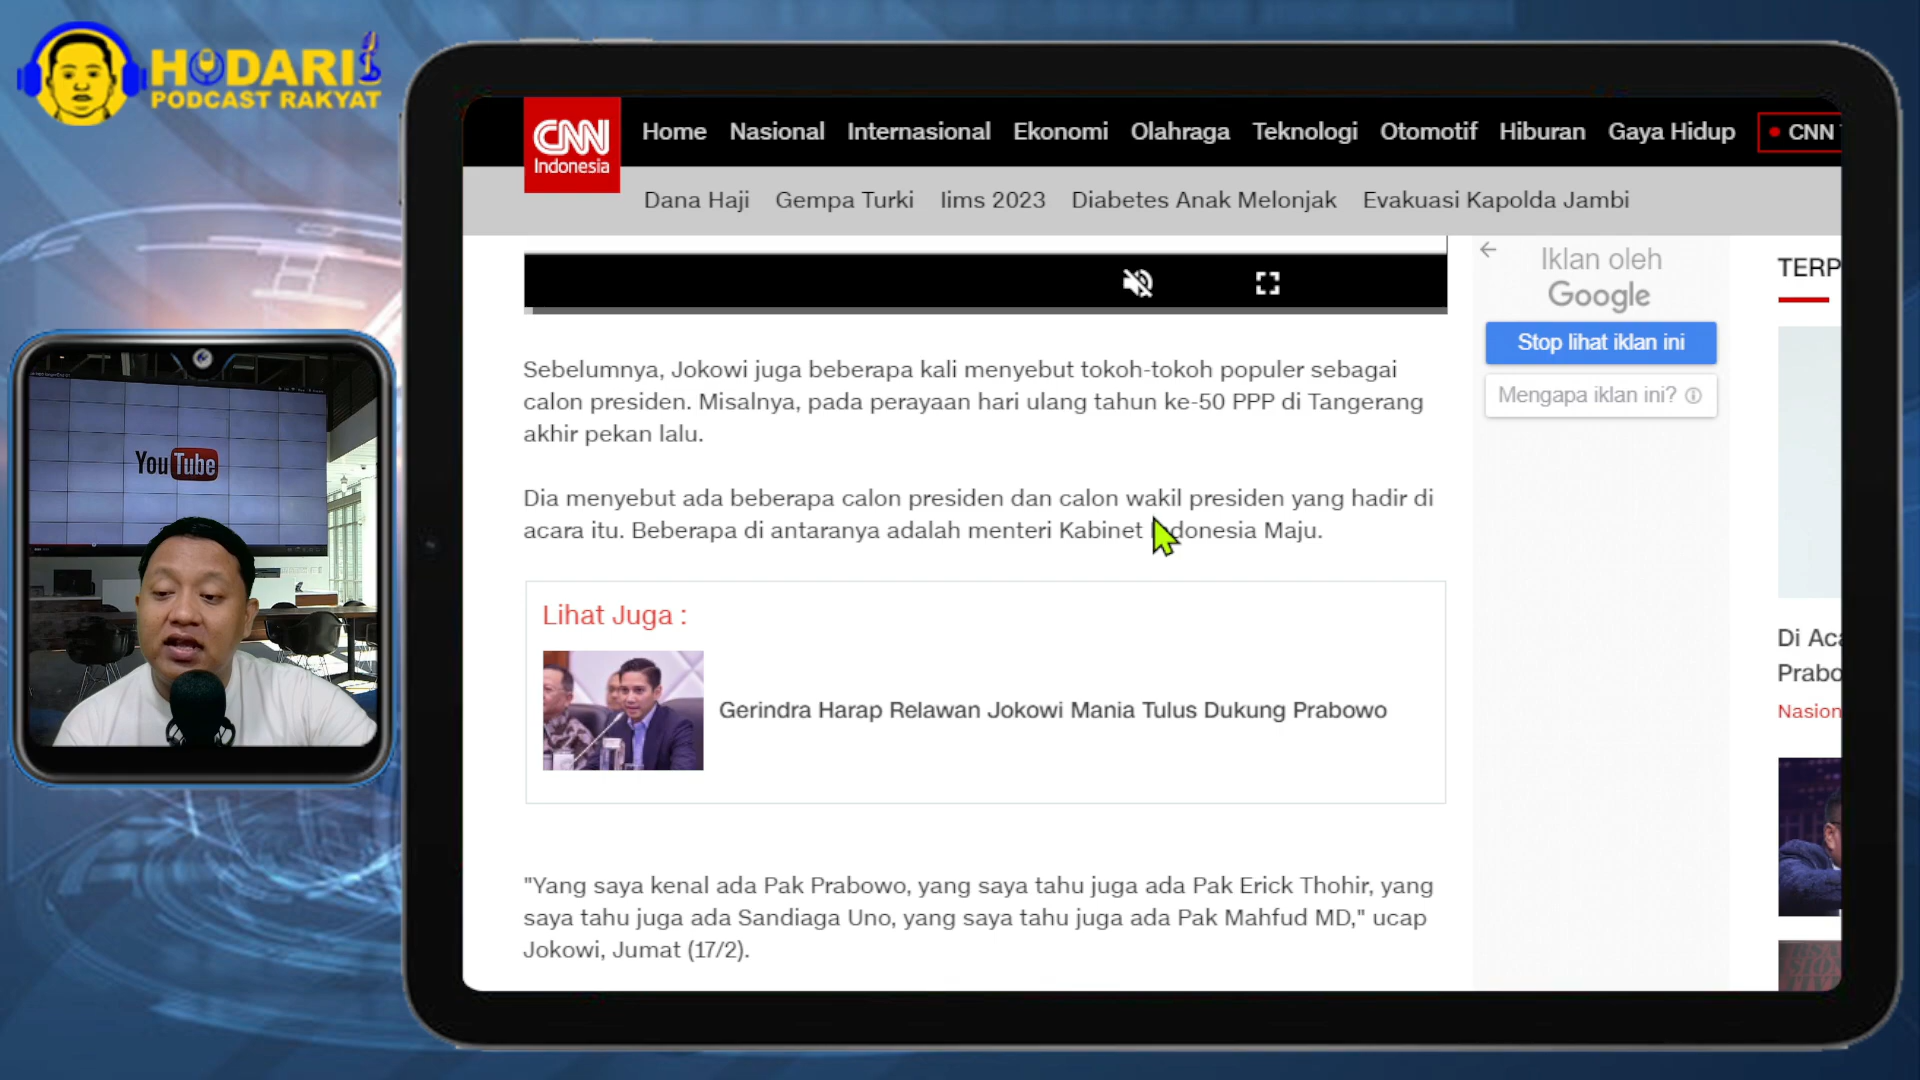 HODARI
PODCAST RAKYAT
YouTube
CNN
Indonesia
Home Nasional Internasional Ekonomi Olahraga Teknologi Otomotif Hiburan Gaya Hidup CNN
Dana Haji Gempa Turki Iims 2023 Diabetes Anak Melonjak Evakuasi Kapolda Jambi
Sebelumnya, Jokowi juga beberapa kali menyebut tokoh-tokoh populer sebagai
calon presiden. Misalnya, pada perayaan hari ulang tahun ke-50 PPP di Tangerang
akhir pekan lalu.
Dia menyebut ada beberapa calon presiden dan calon wakil presiden yang hadir di
acara itu. Beberapa di antaranya adalah menteri Kabinet Indonesia Maju.
Lihat Juga :
Gerindra Harap Relawan Jokowi Mania Tulus Dukung Prabowo
"Yang saya kenal ada Pak Prabowo, yang saya tahu juga ada Pak Erick Thohir, yang
saya tahu juga ada Sandiaga Uno, yang saya tahu juga ada Pak Mahfud MD," ucap
Jokowi, Jumat (17/2).
Iklan oleh
Google
Stop lihat iklan ini
Mengapa iklan ini?
TERP
Di Aca
Prabo
Nasion